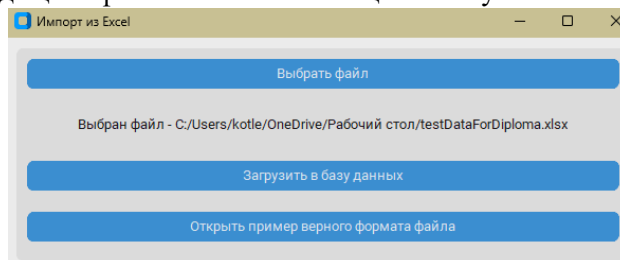 Импорт из Excel
Выбрать файл
Выбран файл - C:/Users/kotle/OneDrive/Рабочий стол/testDataForDiploma.xlsx
Загрузить в базу данных
Открыть пример верного формата файла